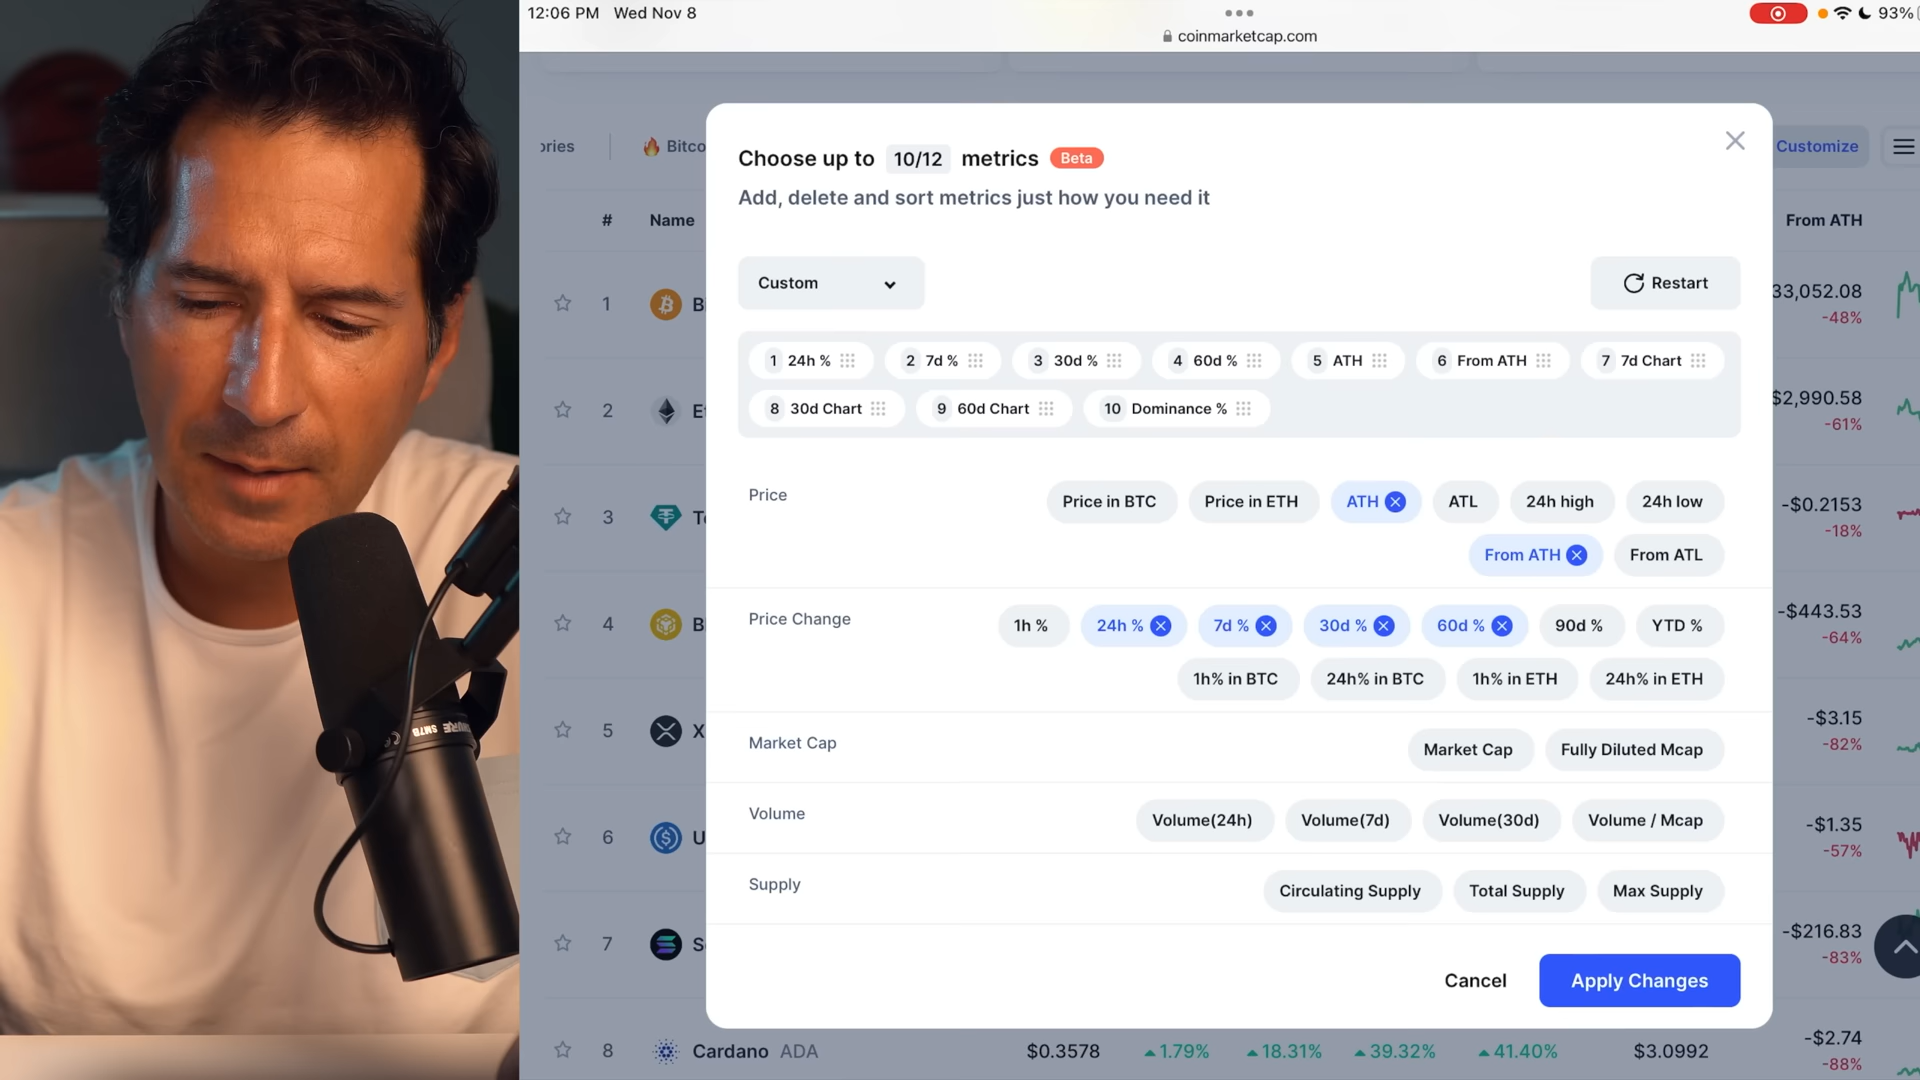 12:06 PM Wed Nov 8
93%
coinmarketcap.com
ories
Bitco
Customize
# Name
From ATH
Choose up to 10/12 metrics Beta
Add, delete and sort metrics just how you need it
Custom
Restart
1 24h % 2 7d % 3 30d % 4 60d % 5 ATH 6 From ATH 7 7d Chart
8 30d Chart 9 60d Chart 10 Dominance %
Price
Price in BTC Price in ETH ATH ATL 24h high 24h low
From ATH From ATL
Price Change
1h % 24h % 7d % 30d % 60d % 90d % YTD %
1h% in BTC 24h% in BTC 1h% in ETH 24h% in ETH
Market Cap
Market Cap Fully Diluted Mcap
Volume
Volume(24h) Volume(7d) Volume(30d) Volume / Mcap
Supply
Circulating Supply Total Supply Max Supply
Cancel Apply Changes
1 B
33,052.08
-48%
2 Et
$2,990.58
-61%
3 Te
-$0.2153
-18%
4 B
-$443.53
-64%
5 X
-$3.15
-82%
6 U
-$1.35
-57%
7 S
-$216.83
-83%
8 Cardano ADA $0.3578 1.79% 18.31% 39.32% 41.40% $3.0992
-$2.74
-88%
SM7B